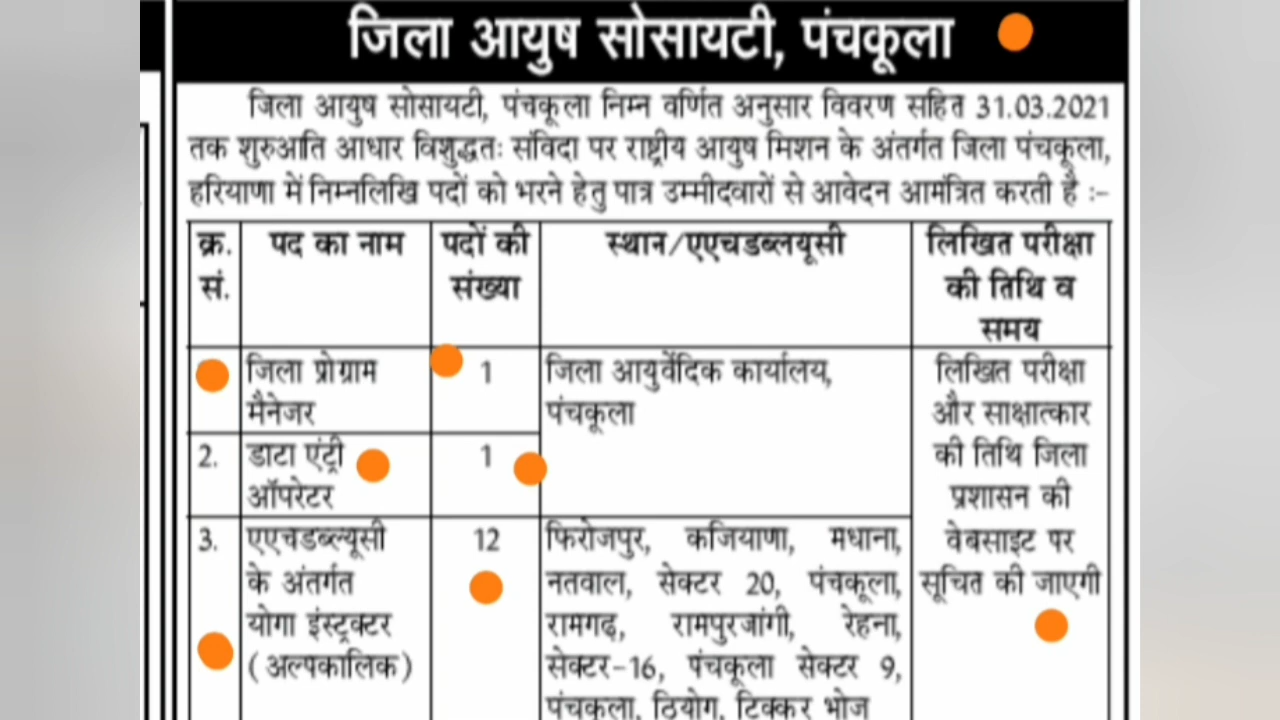 जिला आयुष सोसायटी, पंचकूला
जिला आयुष सोसायटी, पंचकूला निम्न वर्णित अनुसार विवरण सहित 31.03.2021
तक शुरुआति आधार विशुद्धतः संविदा पर राष्ट्रीय आयुष मिशन के अंतर्गत जिला पंचकूला,
हरियाणा में निम्नलिखि पदों को भरने हेतु पात्र उम्मीदवारों से आवेदन आमंत्रित करती है :-
क्र. सं.
पद का नाम
पदों की
संख्या
स्थान/एएचडब्लयूसी
लिखित परीक्षा
की तिथि व
समय
जिला प्रोग्राम
मैनेजर
1
जिला आयुर्वेदिक कार्यालय,
पंचकूला
लिखित परीक्षा
और साक्षात्कार
की तिथि जिला
प्रशासन की
वेबसाइट पर
सूचित की जाएगी
2.
डाटा एंट्री
ऑपरेटर
1
3.
एएचडब्ल्यूसी
के अंतर्गत
योगा इंस्ट्रक्टर
(अल्पकालिक)
12
फिरोजपुर, कजियाणा, मधाना,
नतवाल, सेक्टर 20, पंचकूला,
रामगढ़, रामपुरजांगी, रेहना,
सेक्टर-16, पंचकूला सेक्टर 9,
पंचकूला, ठियोग, टिक्कर भोज